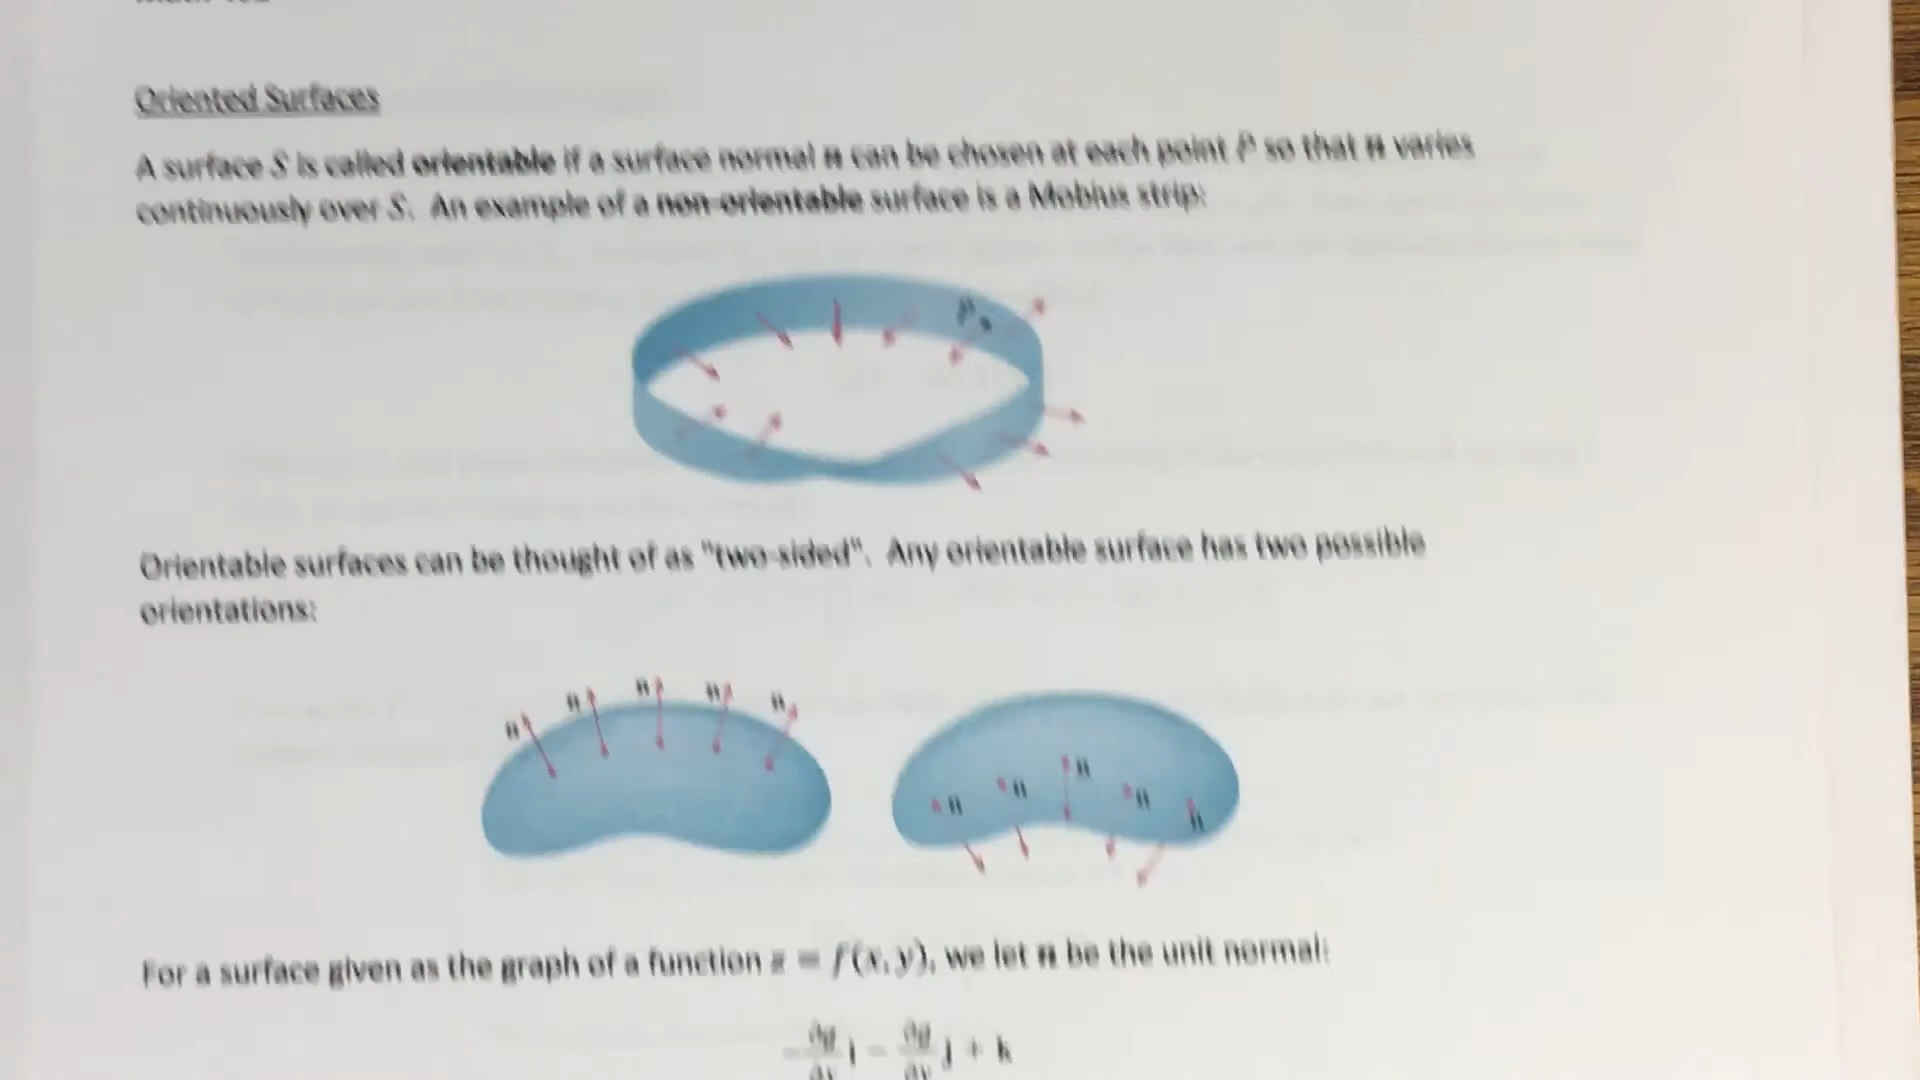 Oriented Surfaces
A surface S is called orientable if a surface normal n can be chosen at each point P so that n varies
continuously over S. An example of a non-orientable surface is a Mobius strip:
P
Orientable surfaces can be thought of as "two-sided". Any orientable surface has two possible
orientations:
n n n n n
n n n n n
For a surface given as the graph of a function z = f(x, y), we let n be the unit normal:
−∂g/∂x i − ∂g/∂y j + k